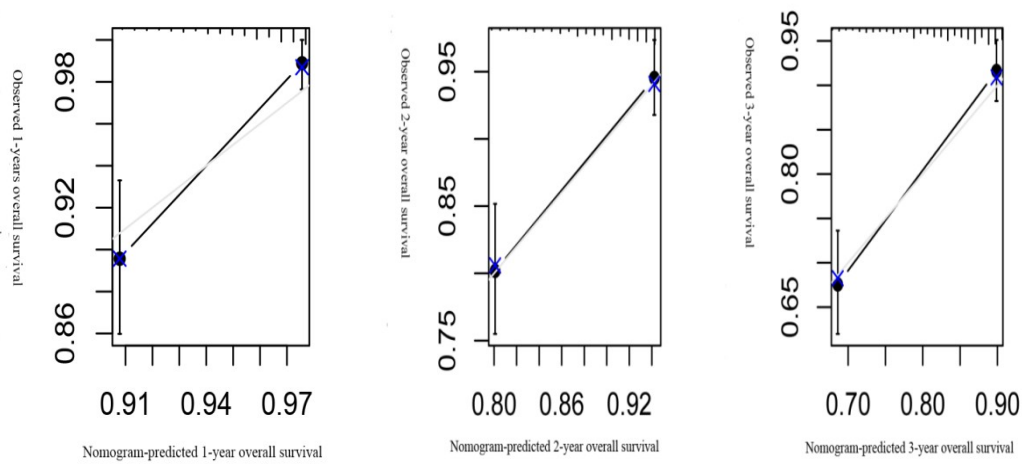 Observed 1-years overall survival
0.98
0.92
0.86
0.91 0.94 0.97
Nomogram-predicted 1-year overall survival
Observed 2-year overall survival
0.95
0.85
0.75
0.80 0.86 0.92
Nomogram-predicted 2-year overall survival
Observed 3-year overall survival
0.95
0.80
0.65
0.70 0.80 0.90
Nomogram-predicted 3-year overall survival